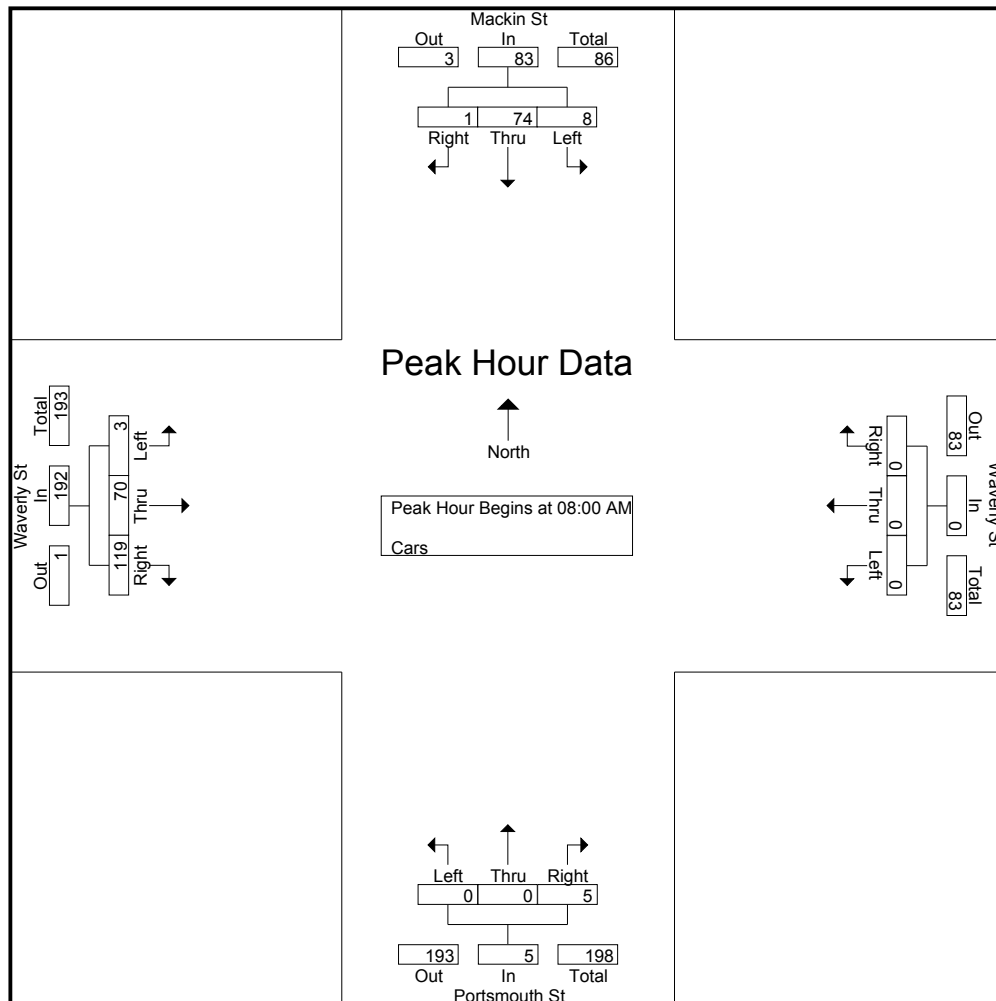 Mackin St
Out In Total
3 83 86
1 74 8
Right Thru Left
Peak Hour Data
North
Peak Hour Begins at 08:00 AM
Cars
Waverly St
Total In Out
193 192 1
3 70 119
Left Thru Right
Waverly St
Out In Total
83 0 83
0 0 0
Right Thru Left
Left Thru Right
0 0 5
193 5 198
Out In Total
Portsmouth St